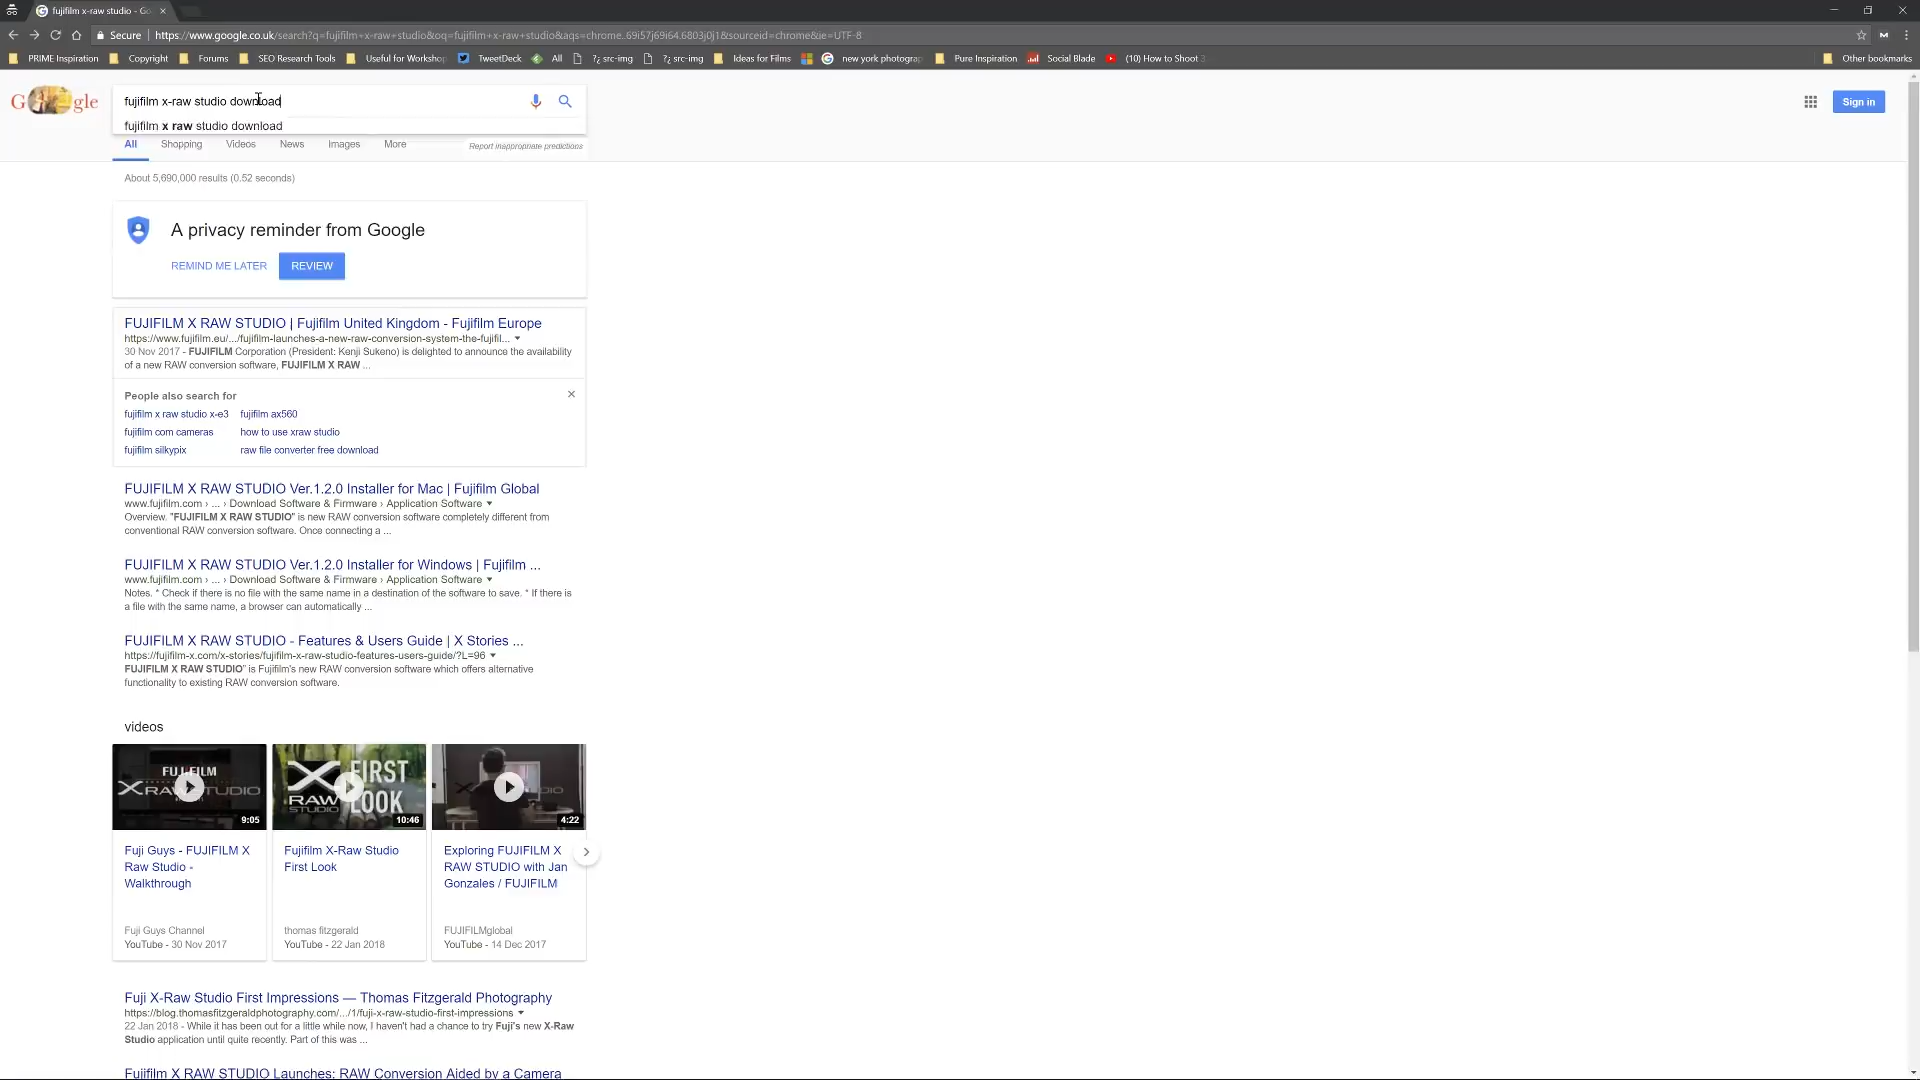 fujifilm x-raw studio - Go
Secure
https://www.google.co.uk/search?q=fujifilm+x-raw+studio&oq=fujifilm+x-raw+studio&aqs=chrome..69i57j69i64.6803j0j1&sourceid=chrome&ie=UTF-8
PRIME Inspiration Copyright Forums SEO Research Tools Useful for Workshop TweetDeck All ?¿ src-img ?¿ src-img Ideas for Films new york photograp Pure Inspiration Social Blade (10) How to Shoot Other bookmarks
Google
fujifilm x-raw studio download
Sign in
fujifilm x raw studio download
All Shopping Videos News Images More
Report inappropriate predictions
About 5,690,000 results (0.52 seconds)
A privacy reminder from Google
REMIND ME LATER REVIEW
FUJIFILM X RAW STUDIO | Fujifilm United Kingdom - Fujifilm Europe
https://www.fujifilm.eu/.../fujifilm-launches-a-new-raw-conversion-system-the-fujifil...
30 Nov 2017 - FUJIFILM Corporation (President: Kenji Sukeno) is delighted to announce the availability
of a new RAW conversion software, FUJIFILM X RAW ...
People also search for
fujifilm x raw studio x-e3 fujifilm ax560
fujifilm com cameras how to use xraw studio
fujifilm silkypix raw file converter free download
FUJIFILM X RAW STUDIO Ver.1.2.0 Installer for Mac | Fujifilm Global
www.fujifilm.com › ... › Download Software & Firmware › Application Software
Overview. "FUJIFILM X RAW STUDIO" is new RAW conversion software completely different from
conventional RAW conversion software. Once connecting a ...
FUJIFILM X RAW STUDIO Ver.1.2.0 Installer for Windows | Fujifilm ...
www.fujifilm.com › ... › Download Software & Firmware › Application Software
Notes. * Check if there is no file with the same name in a destination of the software to save. * If there is
a file with the same name, a browser can automatically ...
FUJIFILM X RAW STUDIO - Features & Users Guide | X Stories ...
https://fujifilm-x.com/x-stories/fujifilm-x-raw-studio-features-users-guide/?L=96
FUJIFILM X RAW STUDIO" is Fujifilm's new RAW conversion software which offers alternative
functionality to existing RAW conversion software.
videos
FUJIFILM
X RAW STUDIO
9:05
X FIRST
RAW LOOK
STUDIO
10:46
4:22
Fuji Guys - FUJIFILM X
Raw Studio -
Walkthrough
Fuji Guys Channel
YouTube - 30 Nov 2017
Fujifilm X-Raw Studio
First Look
thomas fitzgerald
YouTube - 22 Jan 2018
Exploring FUJIFILM X
RAW STUDIO with Jan
Gonzales / FUJIFILM
FUJIFILMglobal
YouTube - 14 Dec 2017
Fuji X-Raw Studio First Impressions — Thomas Fitzgerald Photography
https://blog.thomasfitzgeraldphotography.com/.../1/fuji-x-raw-studio-first-impressions
22 Jan 2018 - While it has been out for a little while now, I haven't had a chance to try Fuji's new X-Raw
Studio application until quite recently. Part of this was ...
Fujifilm X RAW STUDIO Launches: RAW Conversion Aided by a Camera